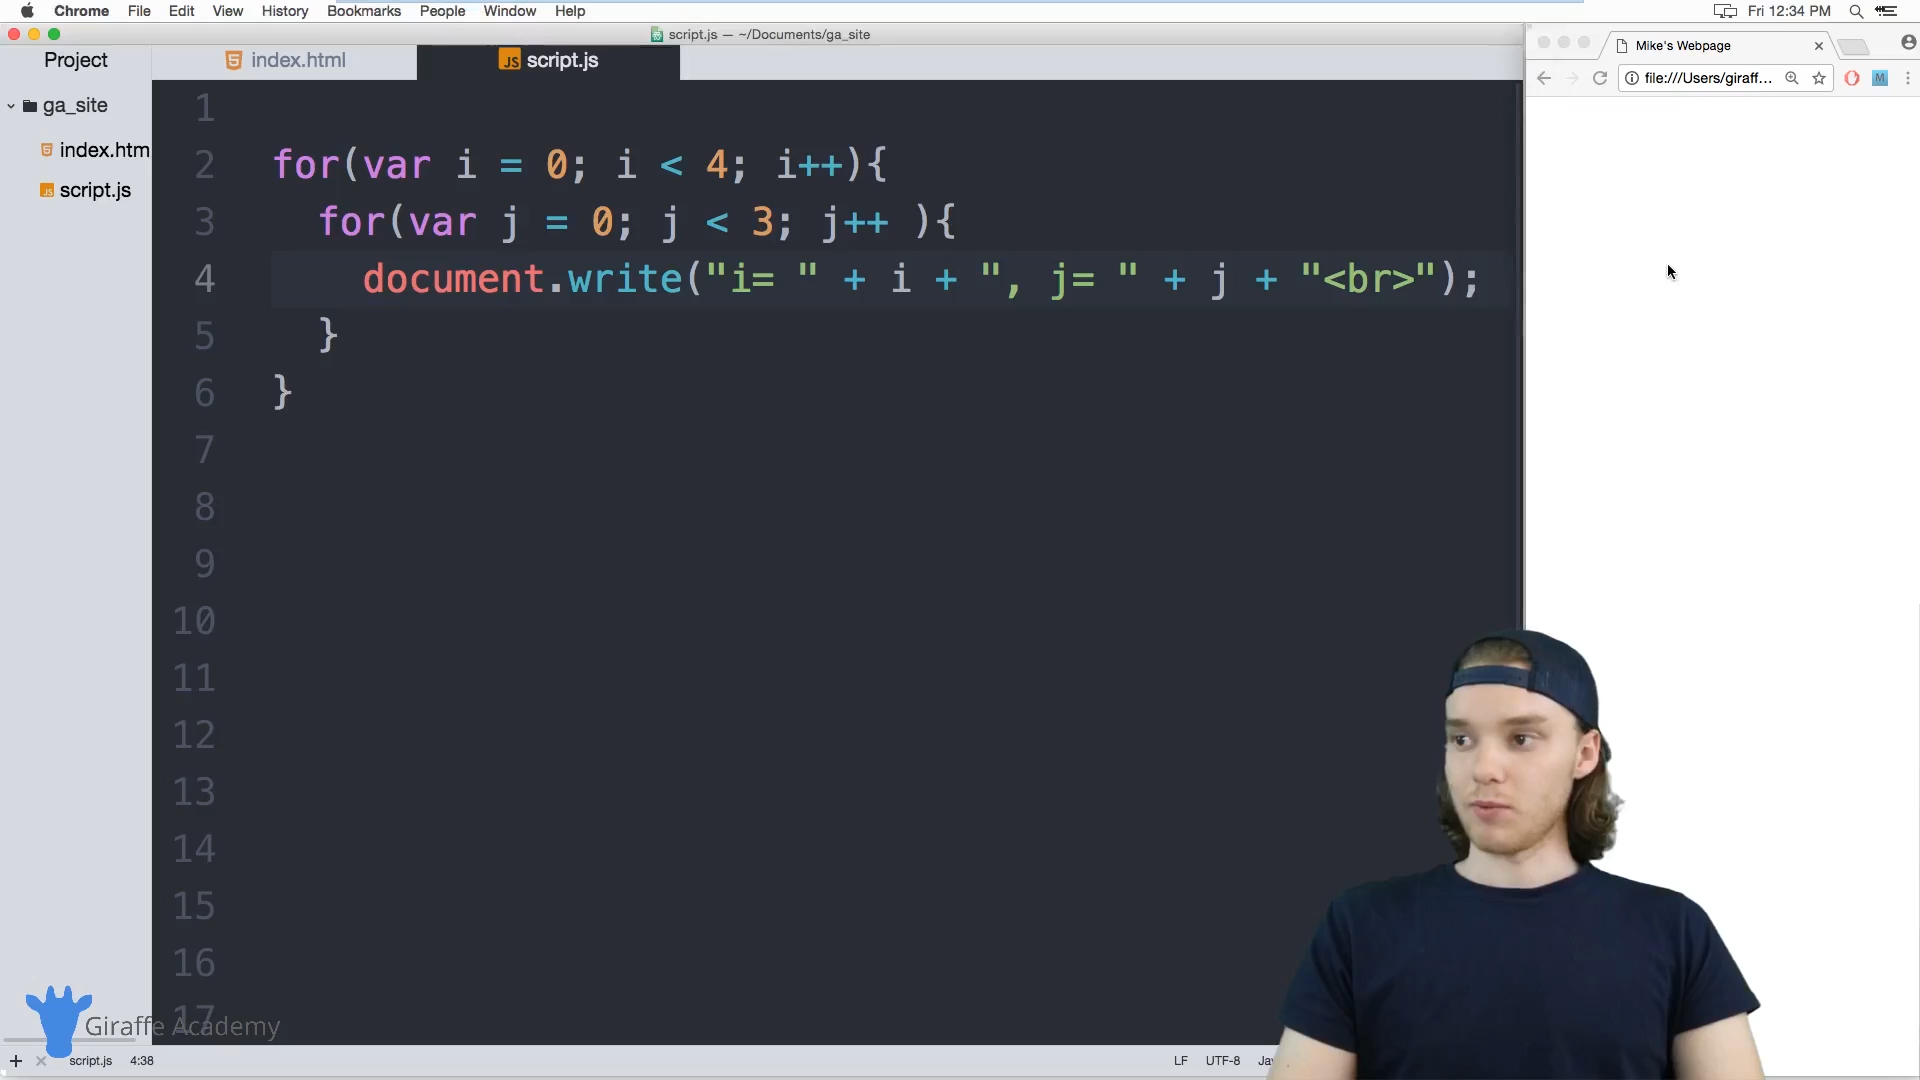 Chrome File Edit View History Bookmarks People Window Help Fri 12:34 PM
script.js — ~/Documents/ga_site
Project
index.html
script.js
Mike's Webpage
file:///Users/giraff...
M
ga_site
index.htm
script.js
1
2 for(var i = 0; i < 4; i++){
3 for(var j = 0; j < 3; j++ ){
4 document.write("i= " + i + ", j= " + j + "<br>");
5 }
6 }
7
8
9
10
11
12
13
14
15
16
17
Giraffe Academy
script.js 4:38 LF UTF-8 Ja